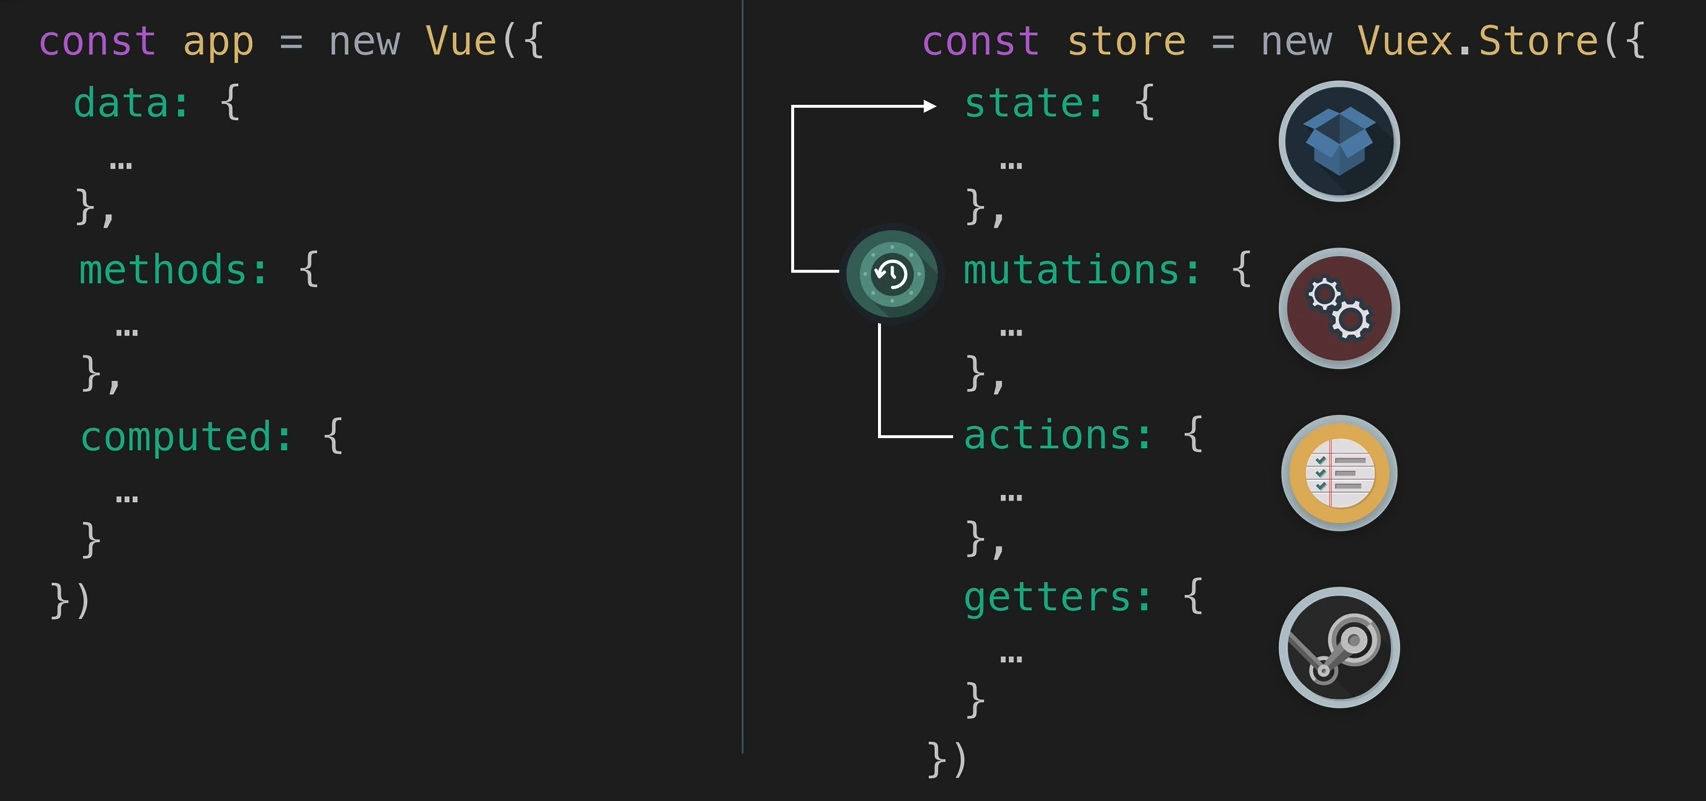 const app = new Vue({
data: {
…
},
methods: {
…
},
computed: {
…
}
})
const store = new Vuex.Store({
state: {
…
},
mutations: {
…
},
actions: {
…
},
getters: {
…
}
})